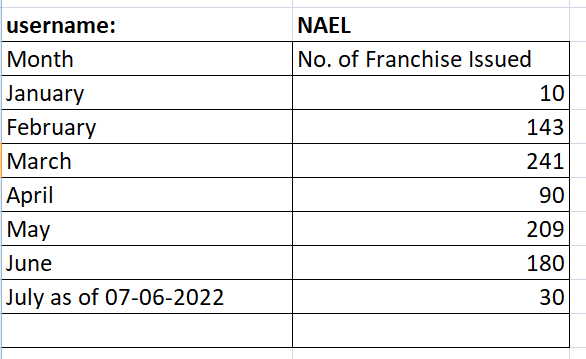 username: NAEL
Month No. of Franchise Issued
January 10
February 143
March 241
April 90
May 209
June 180
July as of 07-06-2022 30